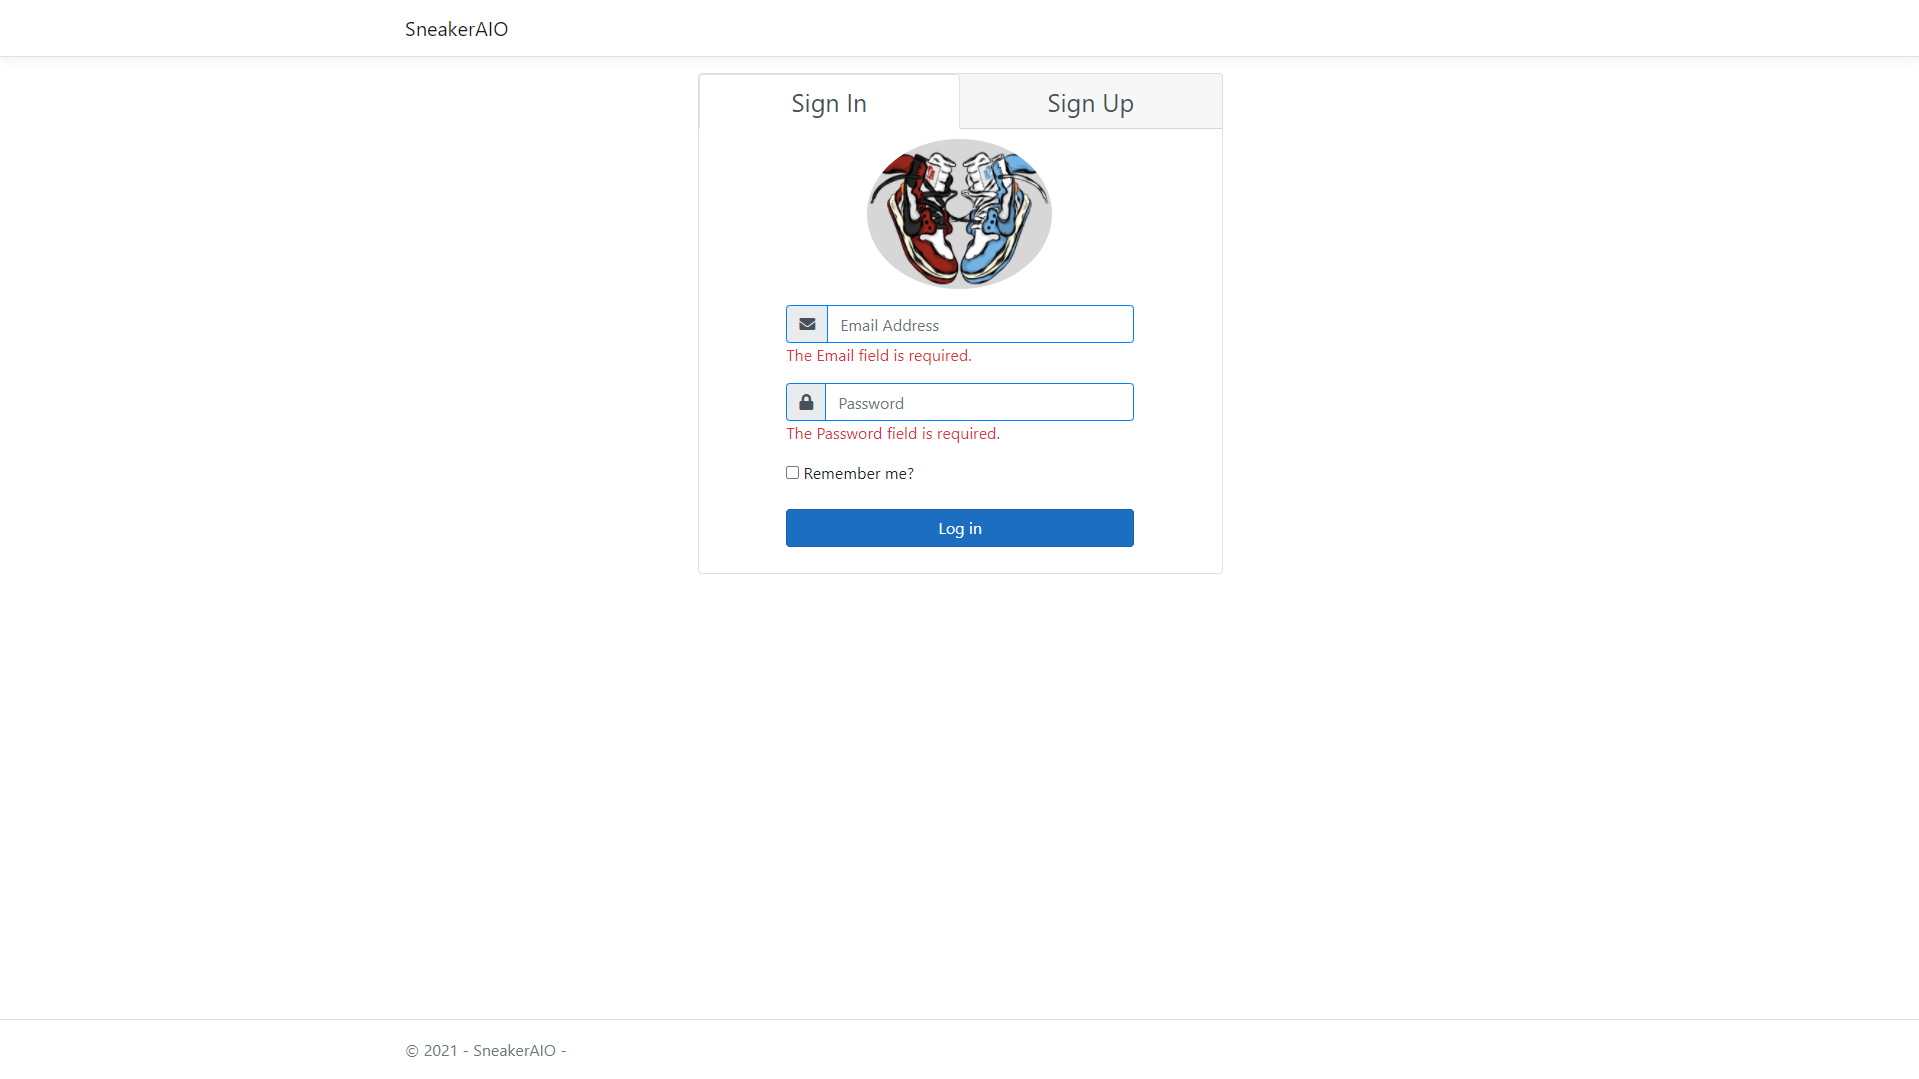 SneakerAIO
Sign In
Sign Up
Email Address
The Email field is required.
Password
The Password field is required.
Remember me?
Log in
© 2021 - SneakerAIO -